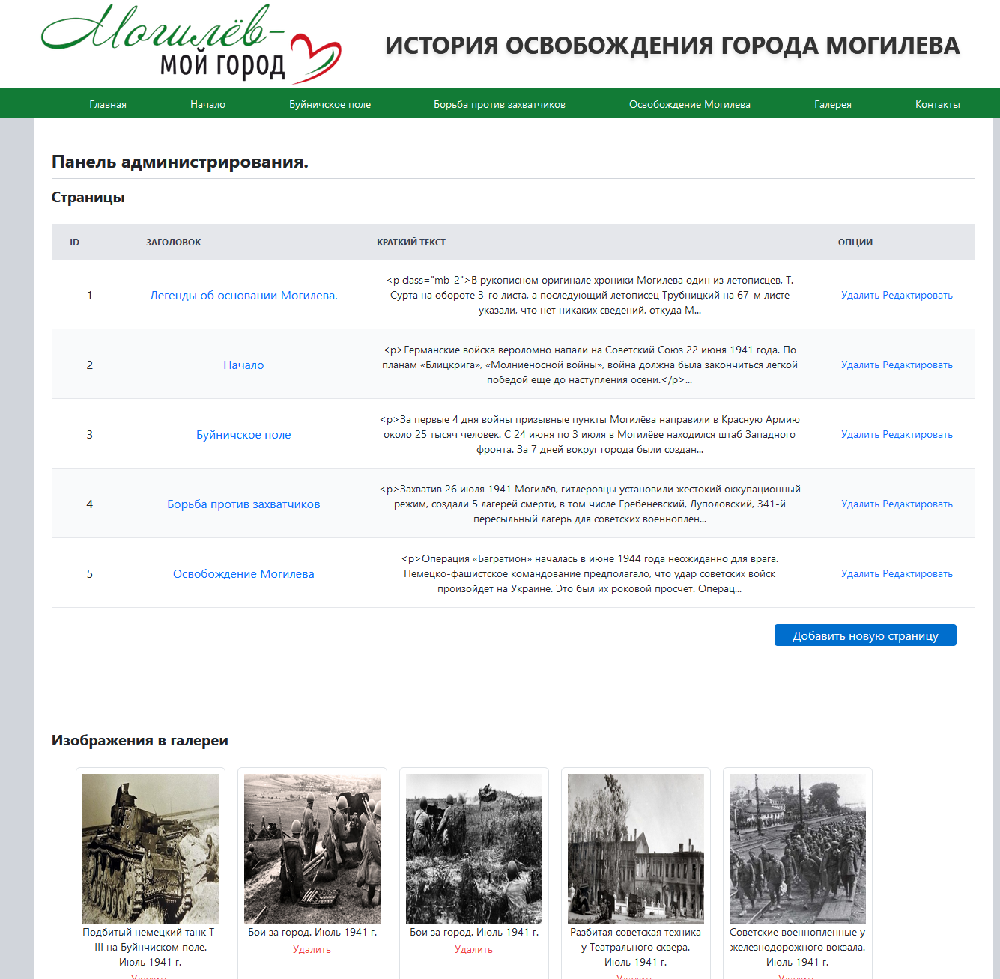 Могилёв-
МОЙ ГОРОД
ИСТОРИЯ ОСВОБОЖДЕНИЯ ГОРОДА МОГИЛЕВА
Главная Начало Буйничское поле Борьба против захватчиков Освобождение Могилева Галерея Контакты
Панель администрирования.
Страницы
ID ЗАГОЛОВОК КРАТКИЙ ТЕКСТ ОПЦИИ
<p class="mb-2">В рукописном оригинале хроники Могилева один из летописцев, Т.
1 Легенды об основании Могилева. Сурта на обороте 3-го листа, а последующий летописец Трубницкий на 67-м листе Удалить Редактировать
указали, что нет никаких сведений, откуда М...
<p>Германские войска вероломно напали на Советский Союз 22 июня 1941 года. По
2 Начало планам «Блицкрига», «Молниеносной войны», война должна была закончиться легкой Удалить Редактировать
победой еще до наступления осени.</p>...
<p>За первые 4 дня войны призывные пункты Могилёва направили в Красную Армию
3 Буйничское поле около 25 тысяч человек. С 24 июня по 3 июля в Могилёве находился штаб Западного Удалить Редактировать
фронта. За 7 дней вокруг города были создан...
<p>Захватив 26 июля 1941 Могилёв, гитлеровцы установили жестокий оккупационный
4 Борьба против захватчиков режим, создали 5 лагерей смерти, в том числе Гребенёвский, Луполовский, 341-й Удалить Редактировать
пересыльный лагерь для советских военноплен...
<p>Операция «Багратион» началась в июне 1944 года неожиданно для врага.
5 Освобождение Могилева Немецко-фашистское командование предполагало, что удар советских войск Удалить Редактировать
произойдет на Украине. Это был их роковой просчет. Операц...
Добавить новую страницу
Изображения в галереи
Подбитый немецкий танк T-
III на Буйнчиском поле.
Июль 1941 г.
Удалить
Бои за город. Июль 1941 г.
Удалить
Бои за город. Июль 1941 г.
Удалить
Разбитая советская техника
у Театрального сквера.
Июль 1941 г.
Удалить
Советские военнопленные у
железнодорожного вокзала.
Июль 1941 г.
Удалить